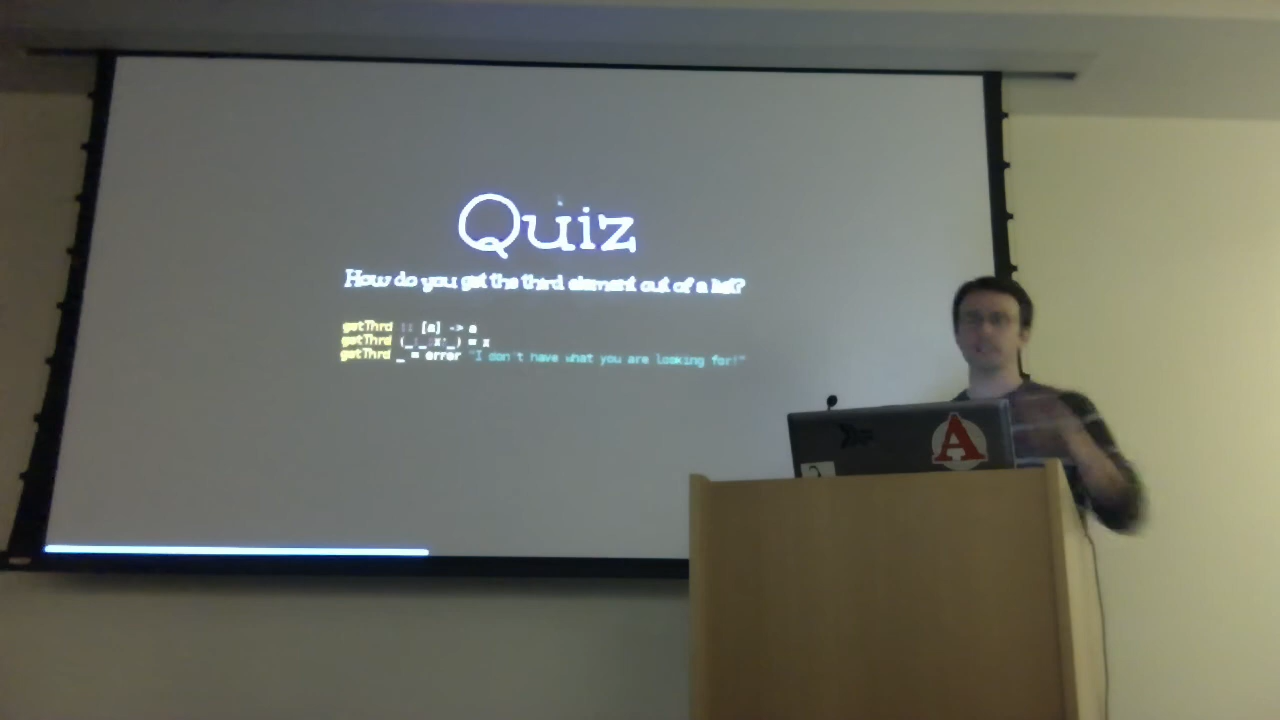 Quiz
How do you get the third element out of a list?
getThrd :: [a] -> a
getThrd (_:_:x:_) = x
getThrd _ = error "I don't have what you are looking for!"
A